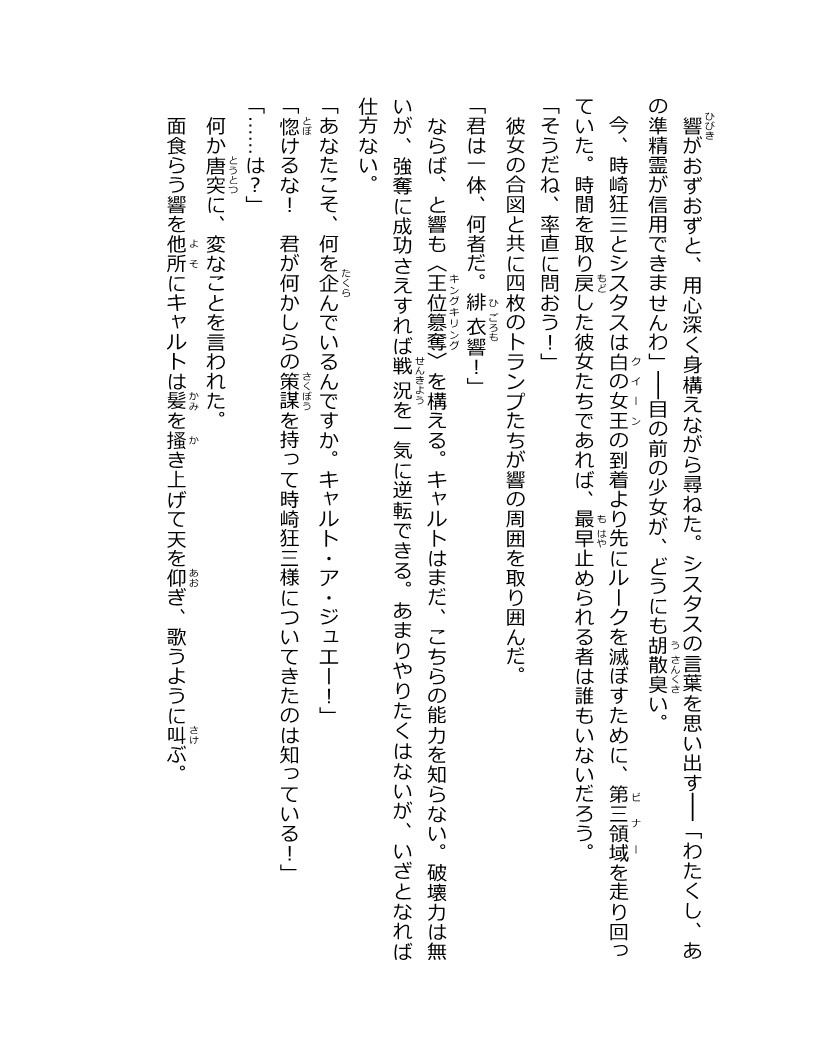 響がおずおずと、用心深く身構えながら尋ねた。シスタスの言葉を思い出す――「わたくし、あ
の準精霊が信用できませんわ」――目の前の少女が、どうにも胡散臭い。
今、時崎狂三とシスタスは白の女王の到着より先にルークを滅ぼすために、第三領域を走り回っ
ていた。時間を取り戻した彼女たちであれば、最早止められる者は誰もいないだろう。
「そうだね、率直に問おう！」
彼女の合図と共に四枚のトランプたちが響の周囲を取り囲んだ。
「君は一体、何者だ。緋衣響！」
ならば、と響も〈王位簒奪〉を構える。キャルトはまだ、こちらの能力を知らない。破壊力は無
いが、強奪に成功さえすれば戦況を一気に逆転できる。あまりやりたくはないが、いざとなれば
仕方ない。
「あなたこそ、何を企んでいるんですか。キャルト・ア・ジュエー！」
「惚けるな！　君が何かしらの策謀を持って時崎狂三様についてきたのは知っている！」
「……は？」
何か唐突に、変なことを言われた。
面食らう響を他所にキャルトは髪を掻き上げて天を仰ぎ、歌うように叫ぶ。